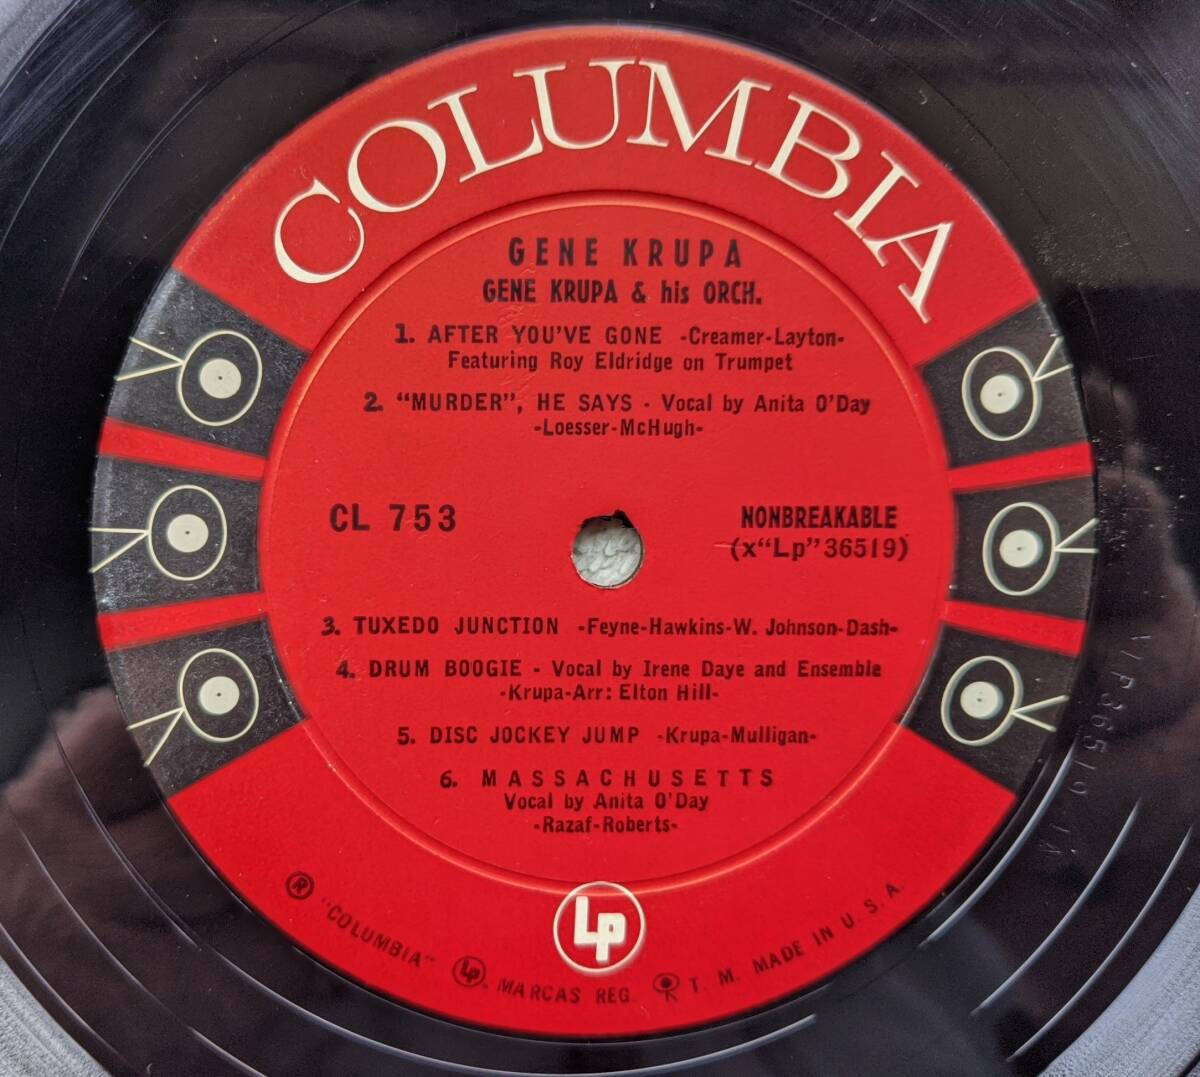 COLUMBIA
GENE KRUPA
GENE KRUPA & his ORCH.
1. AFTER YOU'VE GONE -Creamer-Layton-
Featuring Roy Eldridge on Trumpet
2. "MURDER", HE SAYS - Vocal by Anita O'Day
-Loesser-McHugh-
CL 753
NONBREAKABLE
(x"Lp"36519)
3. TUXEDO JUNCTION -Feyne-Hawkins-W. Johnson-Dash-
4. DRUM BOOGIE - Vocal by Irene Daye and Ensemble
-Krupa-Arr: Elton Hill-
5. DISC JOCKEY JUMP -Krupa-Mulligan-
6. MASSACHUSETTS
Vocal by Anita O'Day
-Razaf-Roberts-
Lp
® "COLUMBIA" Lp. MARCAS REG. T. M. MADE IN U. S. A.
XLP36519 1A